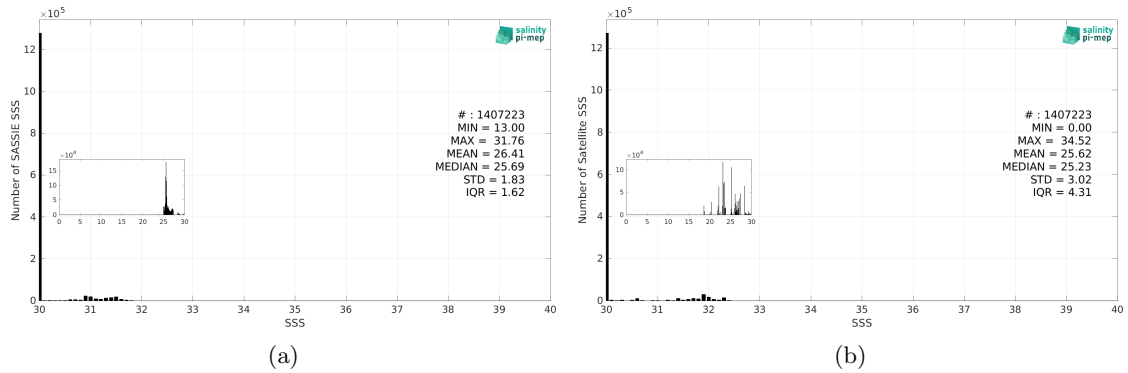 ×10^5
12
10
8
6
4
2
0
Number of SASSIE SSS
salinity
pi-mep
# : 1407223
MIN = 13.00
MAX = 31.76
MEAN = 26.41
MEDIAN = 25.69
STD = 1.83
IQR = 1.62
×10^4
15
10
5
0
0 5 10 15 20 25 30
30 31 32 33 34 35 36 37 38 39 40
SSS
(a)
×10^5
12
10
8
6
4
2
0
Number of Satellite SSS
salinity
pi-mep
# : 1407223
MIN = 0.00
MAX = 34.52
MEAN = 25.62
MEDIAN = 25.23
STD = 3.02
IQR = 4.31
×10^4
10
5
0
0 5 10 15 20 25 30
30 31 32 33 34 35 36 37 38 39 40
SSS
(b)